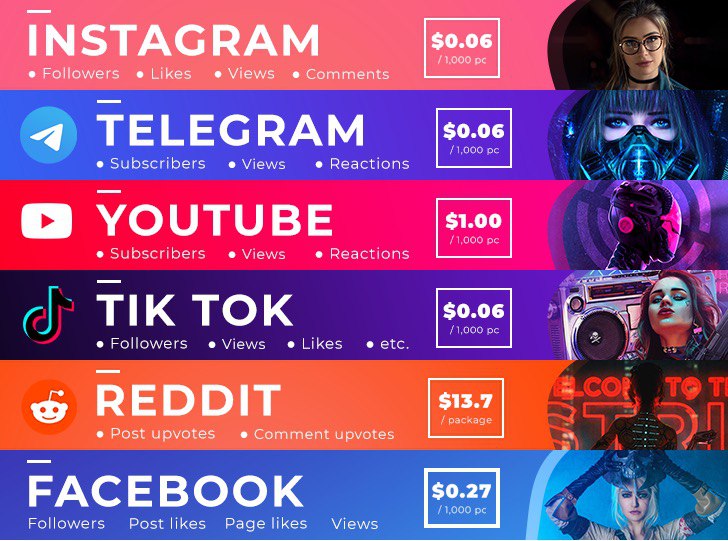 INSTAGRAM
• Followers • Likes • Views • Comments
$0.06
/ 1,000 pc
TELEGRAM
• Subscribers • Views • Reactions
$0.06
/ 1,000 pc
YOUTUBE
• Subscribers • Views • Reactions
$1.00
/ 1,000 pc
TIK TOK
• Followers • Views • Likes • etc.
$0.06
/ 1,000 pc
REDDIT
• Post upvotes • Comment upvotes
$13.7
/ package
FACEBOOK
Followers Post likes Page likes Views
$0.27
/ 1,000 pc